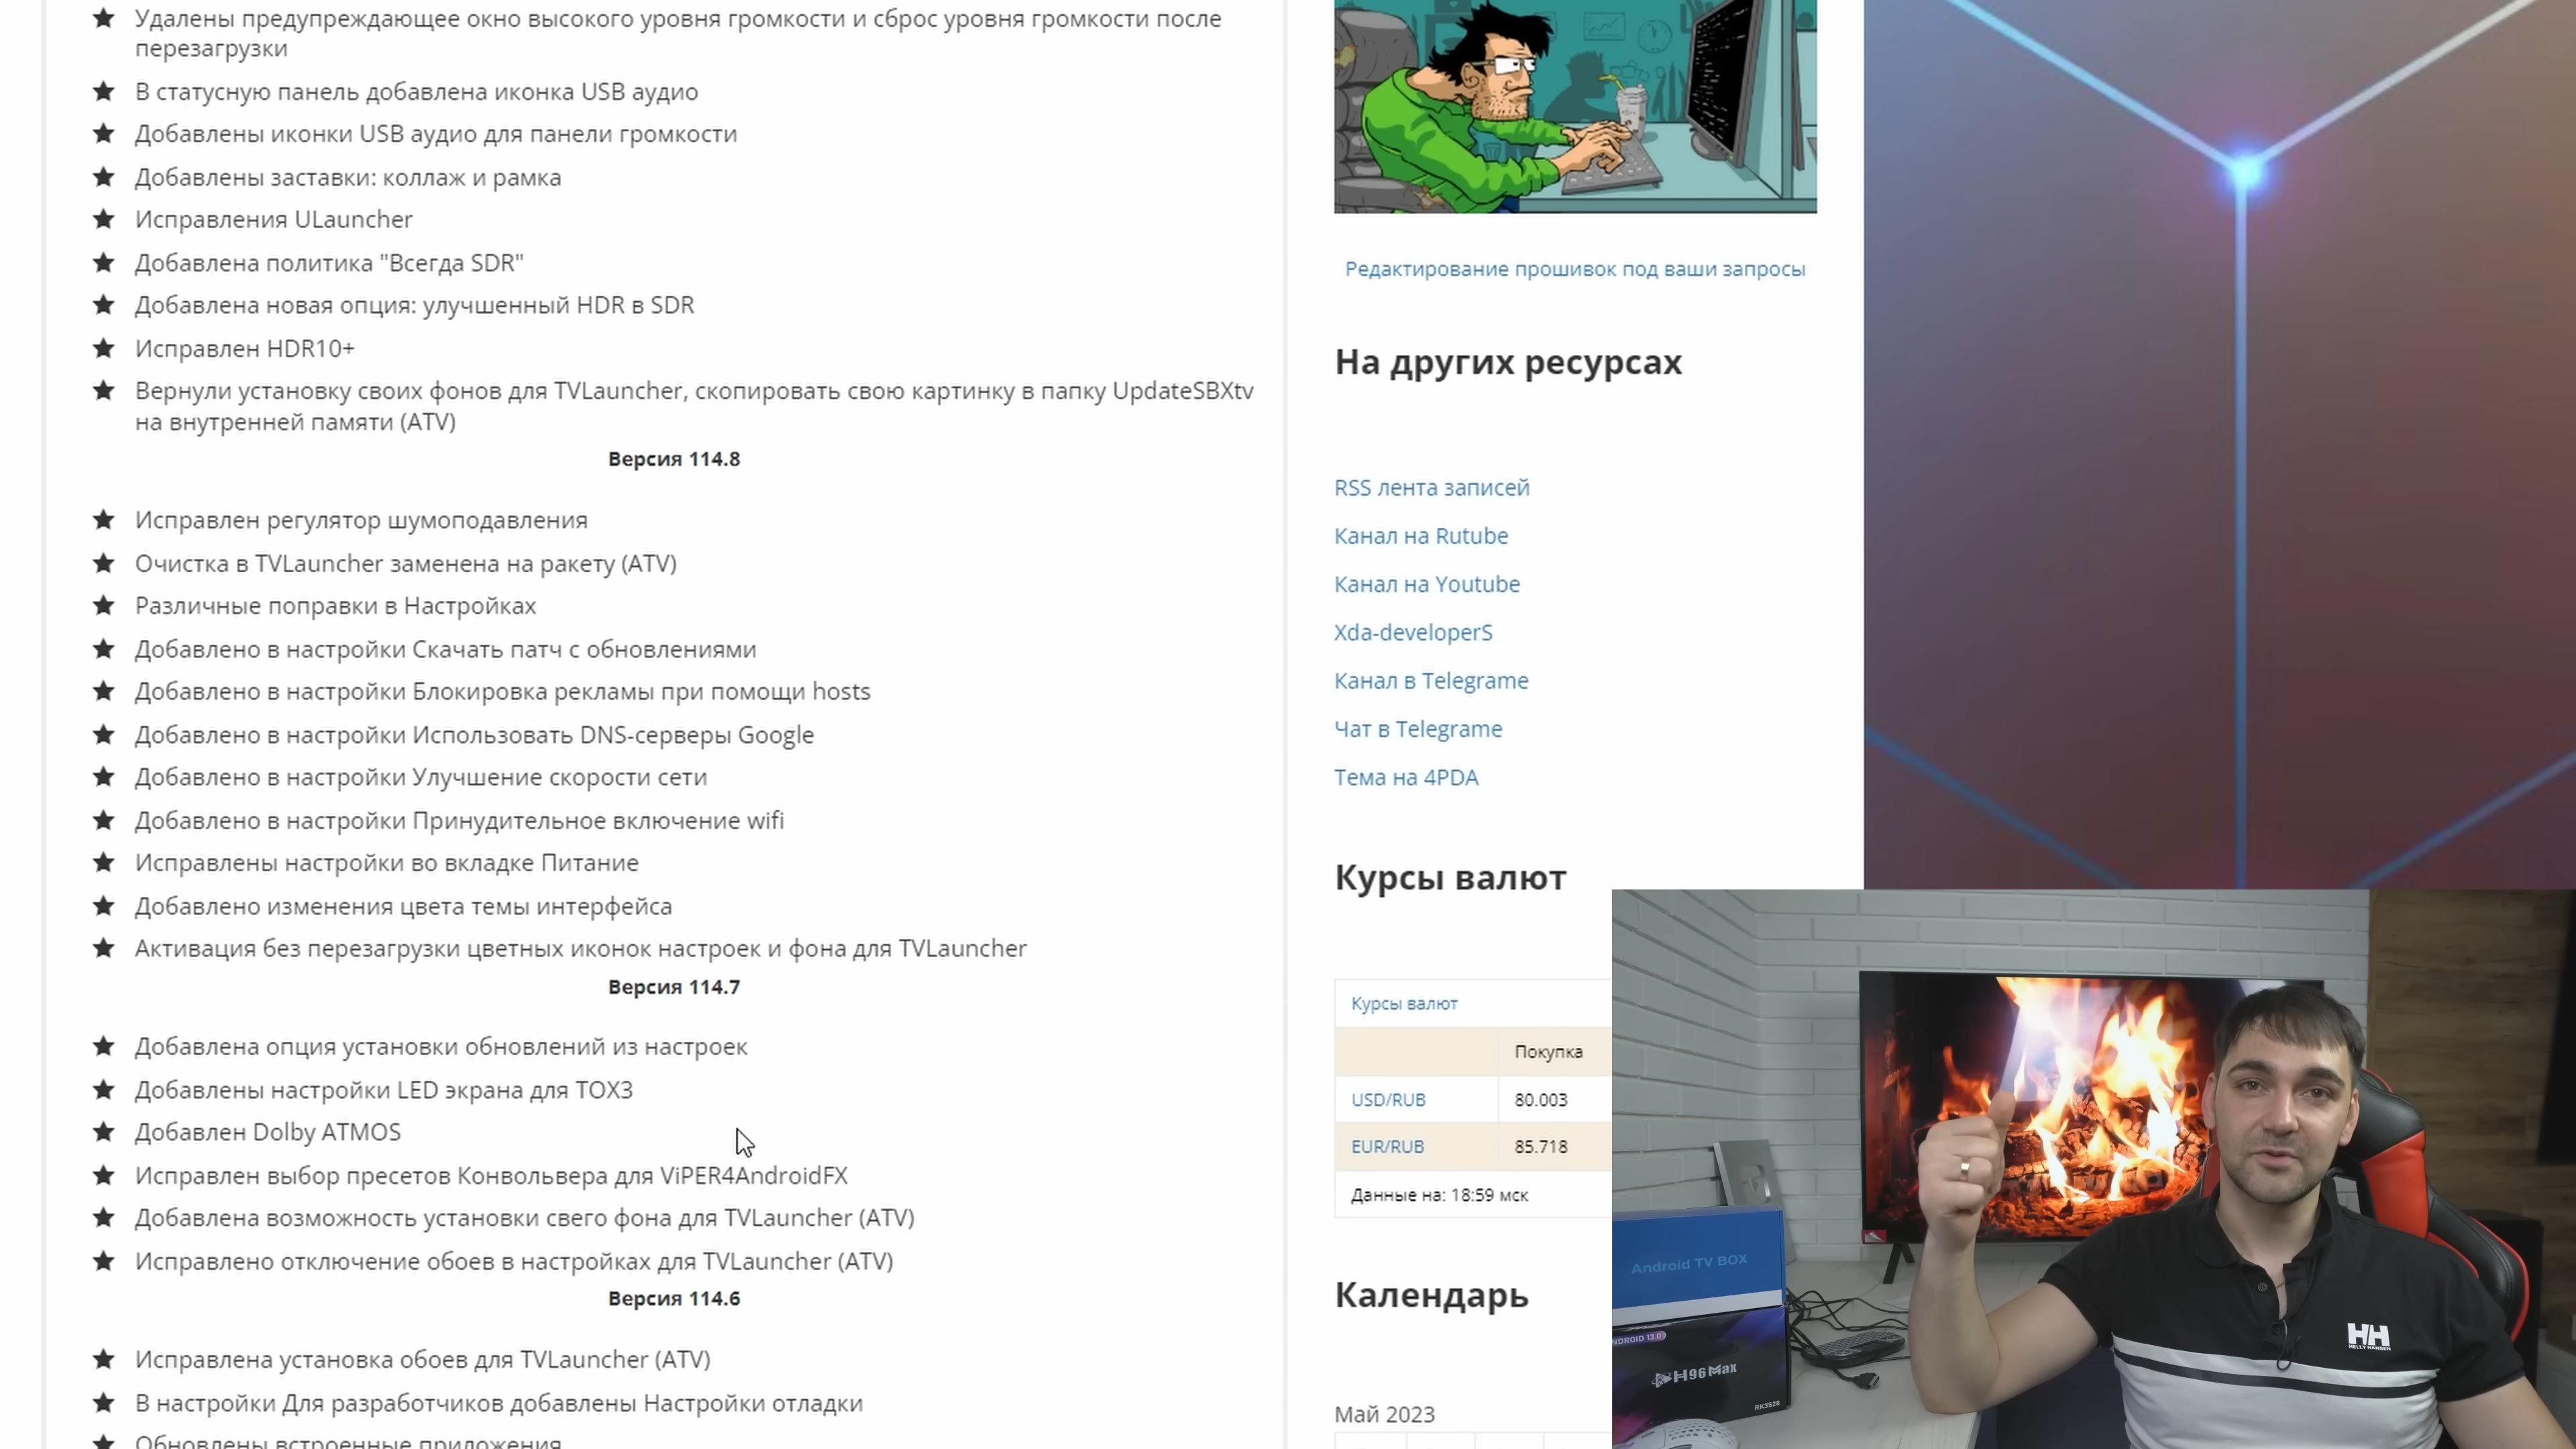 Удалены предупреждающее окно высокого уровня громкости и сброс уровня громкости после
перезагрузки
В статусную панель добавлена иконка USB аудио
Добавлены иконки USB аудио для панели громкости
Добавлены заставки: коллаж и рамка
Исправления ULauncher
Добавлена политика "Всегда SDR"
Добавлена новая опция: улучшенный HDR в SDR
Исправлен HDR10+
Вернули установку своих фонов для TVLauncher, скопировать свою картинку в папку UpdateSBXtv
на внутренней памяти (ATV)
Версия 114.8
Исправлен регулятор шумоподавления
Очистка в TVLauncher заменена на ракету (ATV)
Различные поправки в Настройках
Добавлено в настройки Скачать патч с обновлениями
Добавлено в настройки Блокировка рекламы при помощи hosts
Добавлено в настройки Использовать DNS-серверы Google
Добавлено в настройки Улучшение скорости сети
Добавлено в настройки Принудительное включение wifi
Исправлены настройки во вкладке Питание
Добавлено изменения цвета темы интерфейса
Активация без перезагрузки цветных иконок настроек и фона для TVLauncher
Версия 114.7
Добавлена опция установки обновлений из настроек
Добавлены настройки LED экрана для TOX3
Добавлен Dolby ATMOS
Исправлен выбор пресетов Конвольвера для ViPER4AndroidFX
Добавлена возможность установки свего фона для TVLauncher (ATV)
Исправлено отключение обоев в настройках для TVLauncher (ATV)
Версия 114.6
Исправлена установка обоев для TVLauncher (ATV)
В настройки Для разработчиков добавлены Настройки отладки
Обновлены встроенные приложения
Редактирование прошивок под ваши запросы
На других ресурсах
RSS лента записей
Канал на Rutube
Канал на Youtube
Xda-developerS
Канал в Telegrame
Чат в Telegrame
Тема на 4PDA
Курсы валют
Курсы валют
Покупка
USD/RUB 80.003
EUR/RUB 85.718
Данные на: 18:59 мск
Календарь
Май 2023
Android TV BOX
NDROID 13.0
H96Max
RK3528
HH
HELLY HANSEN